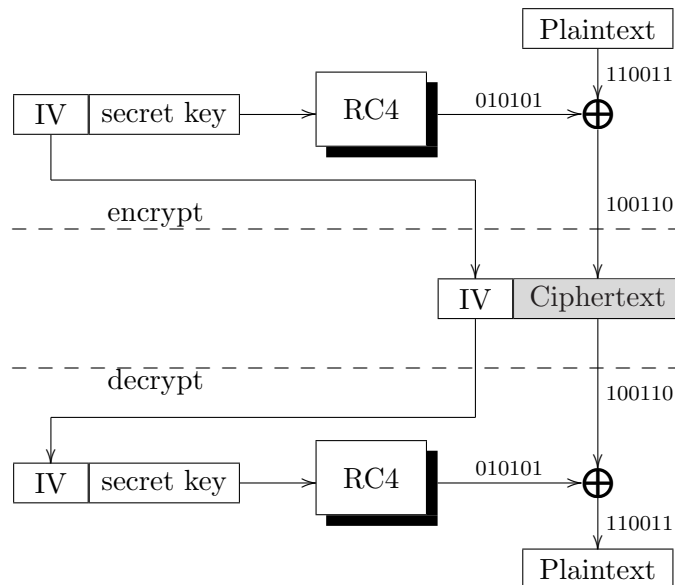 Plaintext
110011
IV secret key RC4 010101
encrypt
100110
IV Ciphertext
decrypt
100110
IV secret key RC4 010101
110011
Plaintext